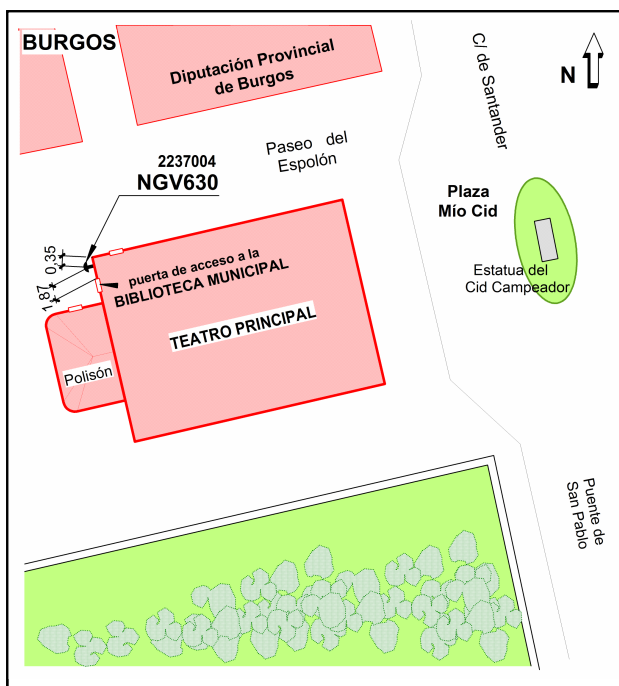 BURGOS
Diputación Provincial
de Burgos
C/ de Santander
N
Paseo del
Espolón
2237004
NGV630
Plaza
Mío Cid
0,35
1,87
puerta de acceso a la
BIBLIOTECA MUNICIPAL
Estatua del
Cid Campeador
TEATRO PRINCIPAL
Polisón
Puente de
San Pablo